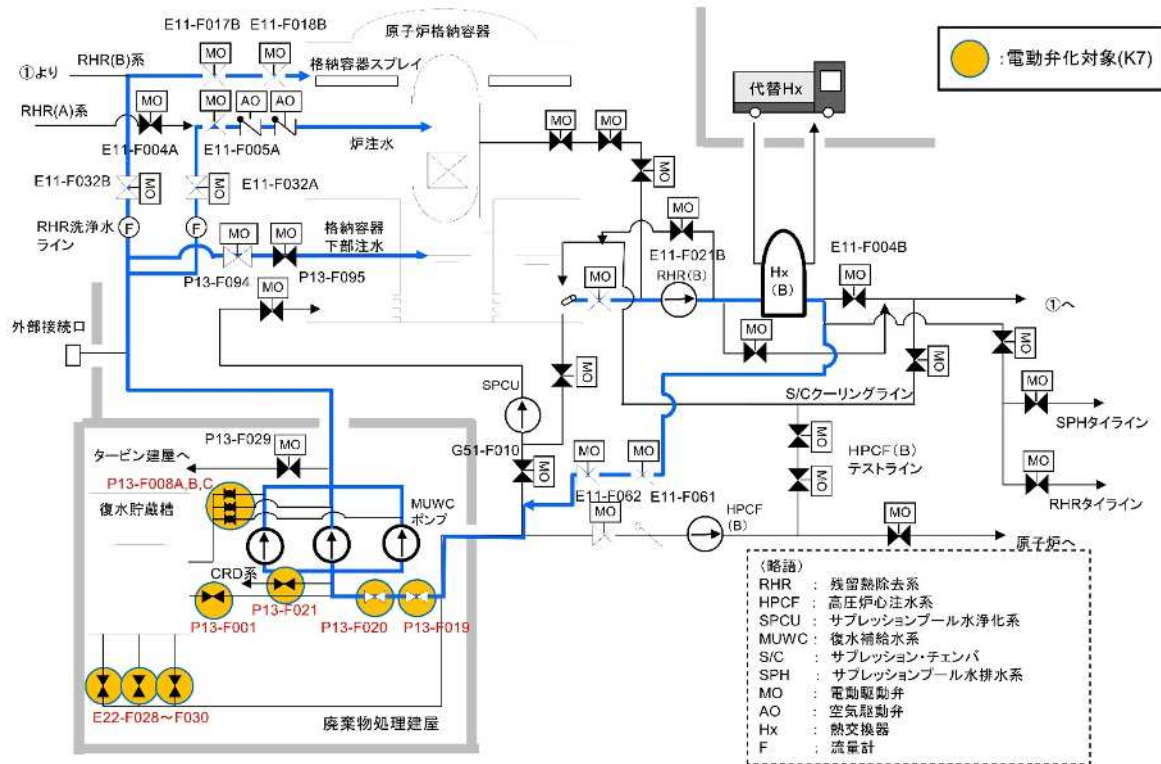 E11-F017B
E11-F018B
原子炉格納容器
:電動弁化対象(K7)
MO
MO
RHR(B)系
①より
格納容器スプレイ
代替Hx
RHR(A)系
MO
MO
AO
AO
炉注水
MO
MO
E11-F004A
E11-F005A
MO
E11-F032B
MO
MO
E11-F032A
RHR洗浄水
ライン
F
F
格納容器
下部注水
MO
MO
P13-F094
P13-F095
MO
E11-F021B
RHR(B)
E11-F004B
Hx
(B)
MO
MO
①へ
MO
MO
MO
MO
外部接続口
SPCU
MO
S/Cクーリングライン
MO
SPHタイライン
P13-F029
MO
タービン建屋へ
P13-F008A,B,C
G51-F010
MO
MO
MO
MO
HPCF(B)
テストライン
MO
MO
RHRタイライン
復水貯蔵槽
MUWC
ポンプ
E11-F062
E11-F061
MO
HPCF
(B)
MO
原子炉へ
CRD系
P13-F021
P13-F001
P13-F020
P13-F019
E22-F028～F030
廃棄物処理建屋
(略語)
RHR : 残留熱除去系
HPCF : 高圧炉心注水系
SPCU : サプレッションプール水浄化系
MUWC : 復水補給水系
S/C : サプレッション・チェンバ
SPH : サプレッションプール水排水系
MO : 電動駆動弁
AO : 空気駆動弁
Hx : 熱交換器
F : 流量計